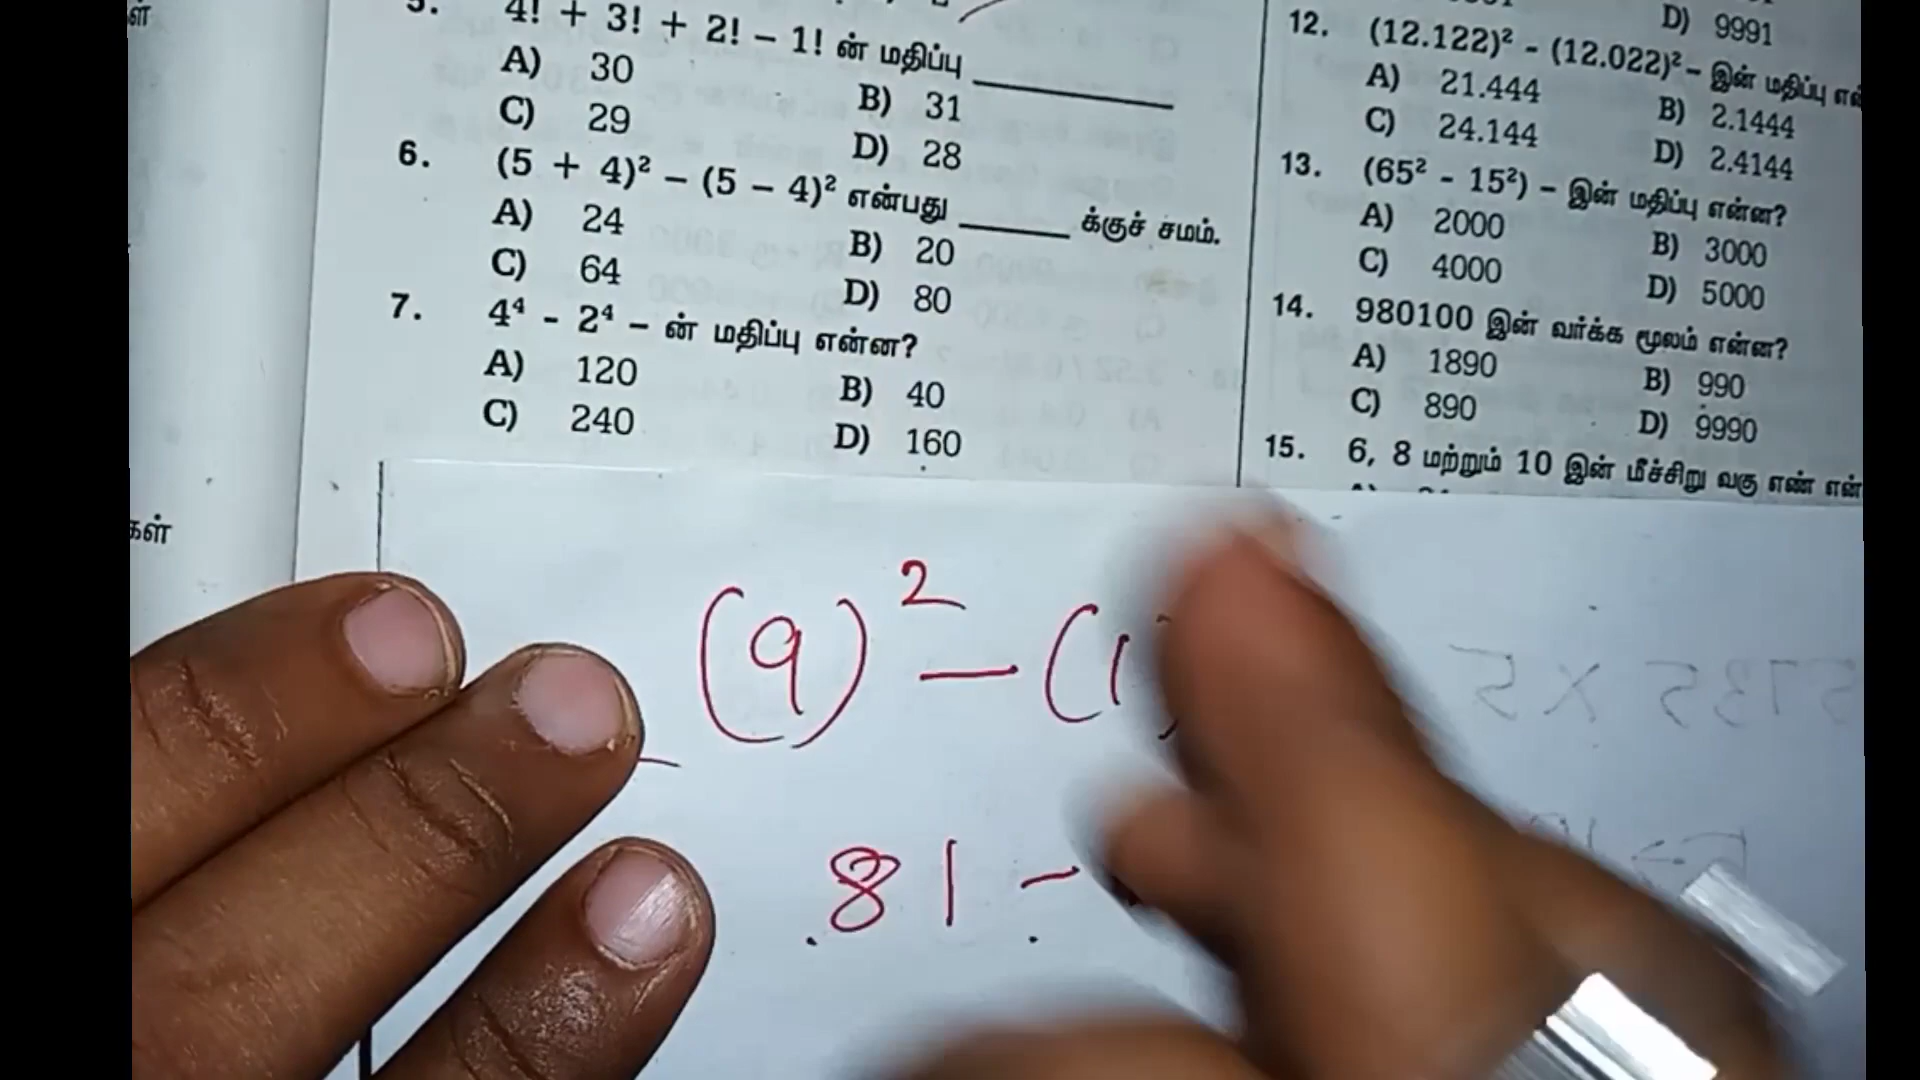 கள்
5. 4! + 3! + 2! – 1! ன் மதிப்பு ________
A) 30
B) 31
C) 29
D) 28
6. (5 + 4)² – (5 – 4)² என்பது ______ க்குச் சமம்.
A) 24
B) 20
C) 64
D) 80
7. 4⁴ - 2⁴ – ன் மதிப்பு என்ன?
A) 120
B) 40
C) 240
D) 160
D) 9991
12. (12.122)² - (12.022)² – இன் மதிப்பு
A) 21.444
B) 2.1444
C) 24.144
D) 2.4144
13. (65² - 15²) – இன் மதிப்பு என்ன?
A) 2000
B) 3000
C) 4000
D) 5000
14. 980100 இன் வர்க்க மூலம் என்ன?
A) 1890
B) 990
C) 890
D) 9990
15. 6, 8 மற்றும் 10 இன் மீச்சிறு வகு எண்
(9)² – (1
81 –